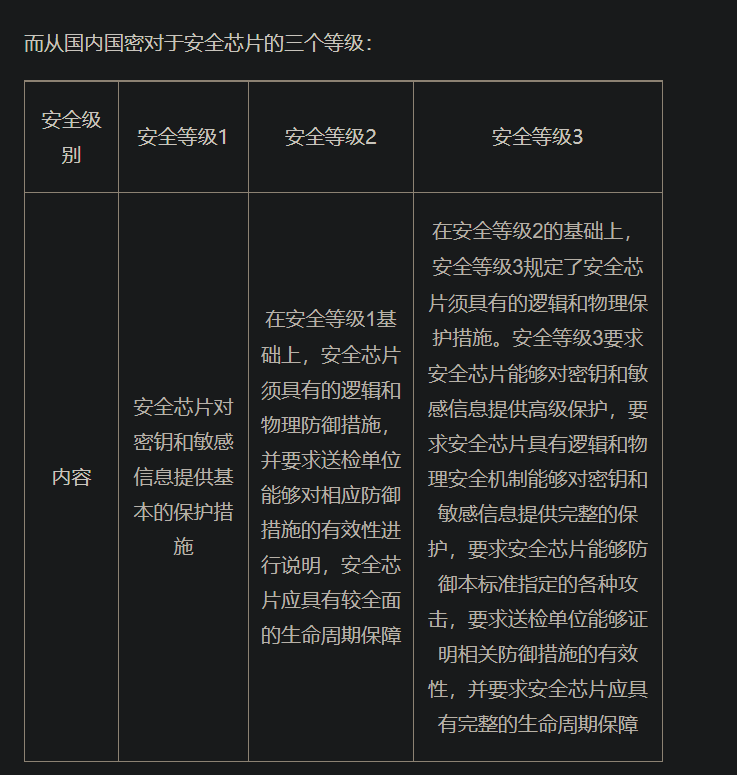 而从国内国密对于安全芯片的三个等级：
安全级
别
安全等级1
安全等级2
安全等级3
内容
安全芯片对
密钥和敏感
信息提供基
本的保护措
施
在安全等级1基
础上，安全芯片
须具有的逻辑和
物理防御措施，
并要求送检单位
能够对相应防御
措施的有效性进
行说明，安全芯
片应具有较全面
的生命周期保障
在安全等级2的基础上，
安全等级3规定了安全芯
片须具有的逻辑和物理保
护措施。安全等级3要求
安全芯片能够对密钥和敏
感信息提供高级保护，要
求安全芯片具有逻辑和物
理安全机制能够对密钥和
敏感信息提供完整的保
护，要求安全芯片能够防
御本标准指定的各种攻
击，要求送检单位能够证
明相关防御措施的有效
性，并要求安全芯片应具
有完整的生命周期保障